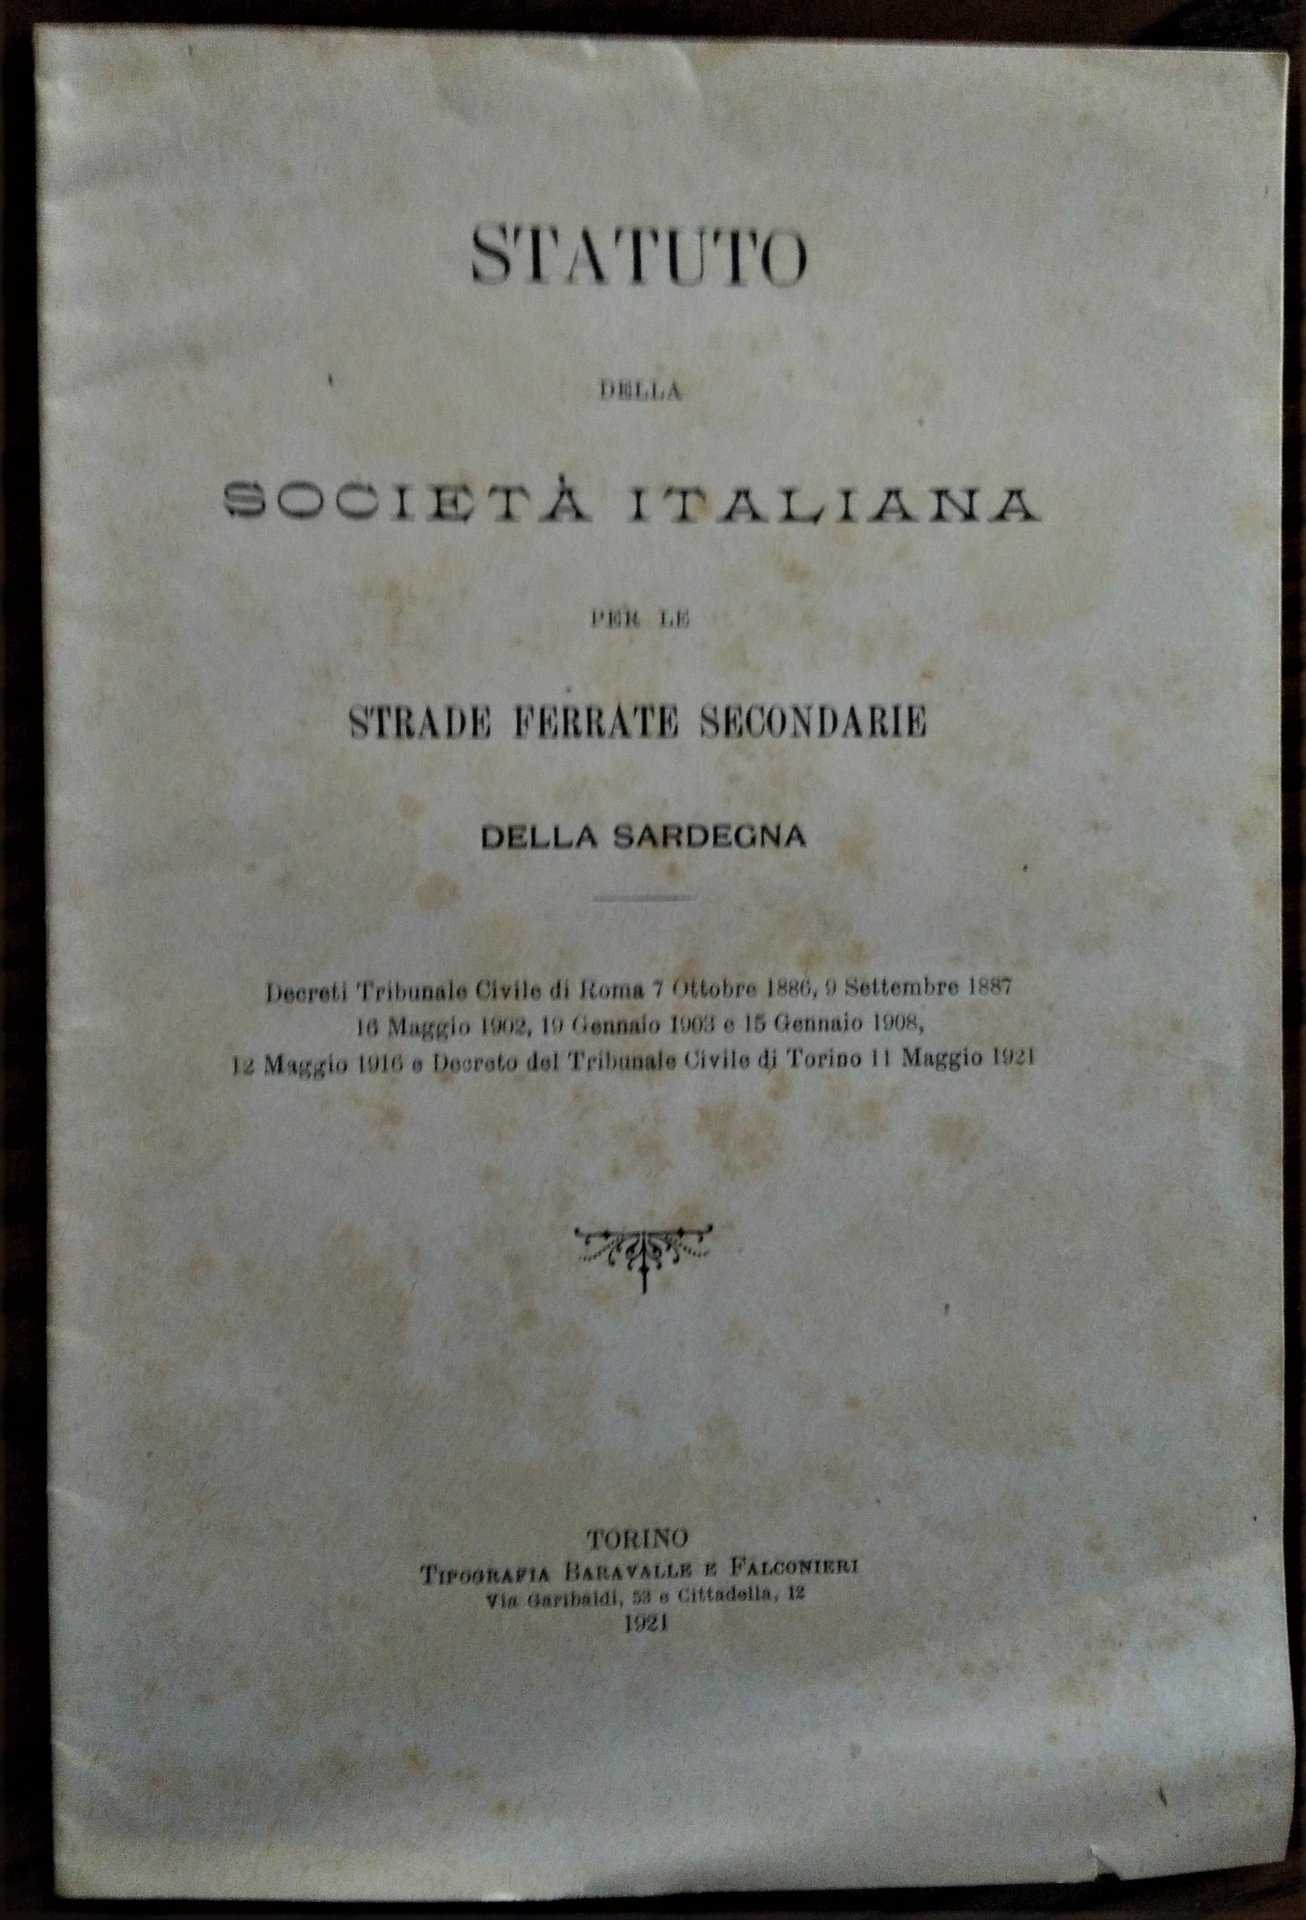 STATUTO
DELLA
SOCIETÀ ITALIANA
PER LE
STRADE FERRATE SECONDARIE
DELLA SARDEGNA
Decreti Tribunale Civile di Roma 7 Ottobre 1886, 9 Settembre 1887
16 Maggio 1902, 19 Gennaio 1903 e 15 Gennaio 1908,
12 Maggio 1916 e Decreto del Tribunale Civile di Torino 11 Maggio 1921
TORINO
TIPOGRAFIA BARAVALLE E FALCONIERI
Via Garibaldi, 53 e Cittadella, 12
1921